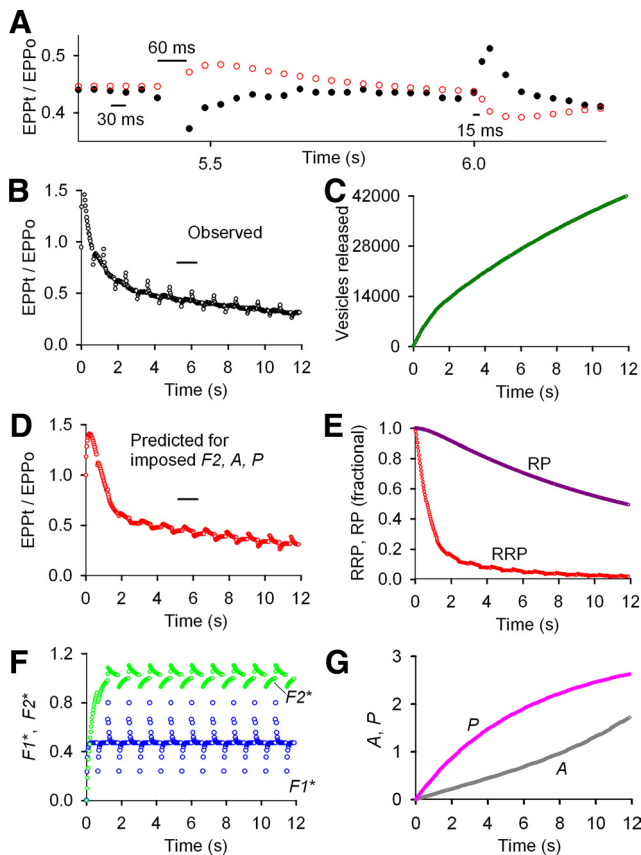 A
EPPt / EPPo
0.5
0.4
60 ms
30 ms
15 ms
5.5
6.0
Time (s)
B
EPPt / EPPo
1.5
1.0
0.5
0.0
Observed
0 2 4 6 8 10 12
Time (s)
C
Vesicles released
42000
28000
14000
0
0 2 4 6 8 10 12
Time (s)
D
EPPt / EPPo
1.5
1.0
0.5
0.0
Predicted for
imposed F2, A, P
0 2 4 6 8 10 12
Time (s)
E
RRP, RP (fractional)
1.0
0.8
0.6
0.4
0.2
0.0
RP
RRP
0 2 4 6 8 10 12
Time (s)
F
F1*, F2*
1.2
0.8
0.4
0.0
F2*
F1*
0 2 4 6 8 10 12
Time (s)
G
A, P
3
2
1
0
P
A
0 2 4 6 8 10 12
Time (s)